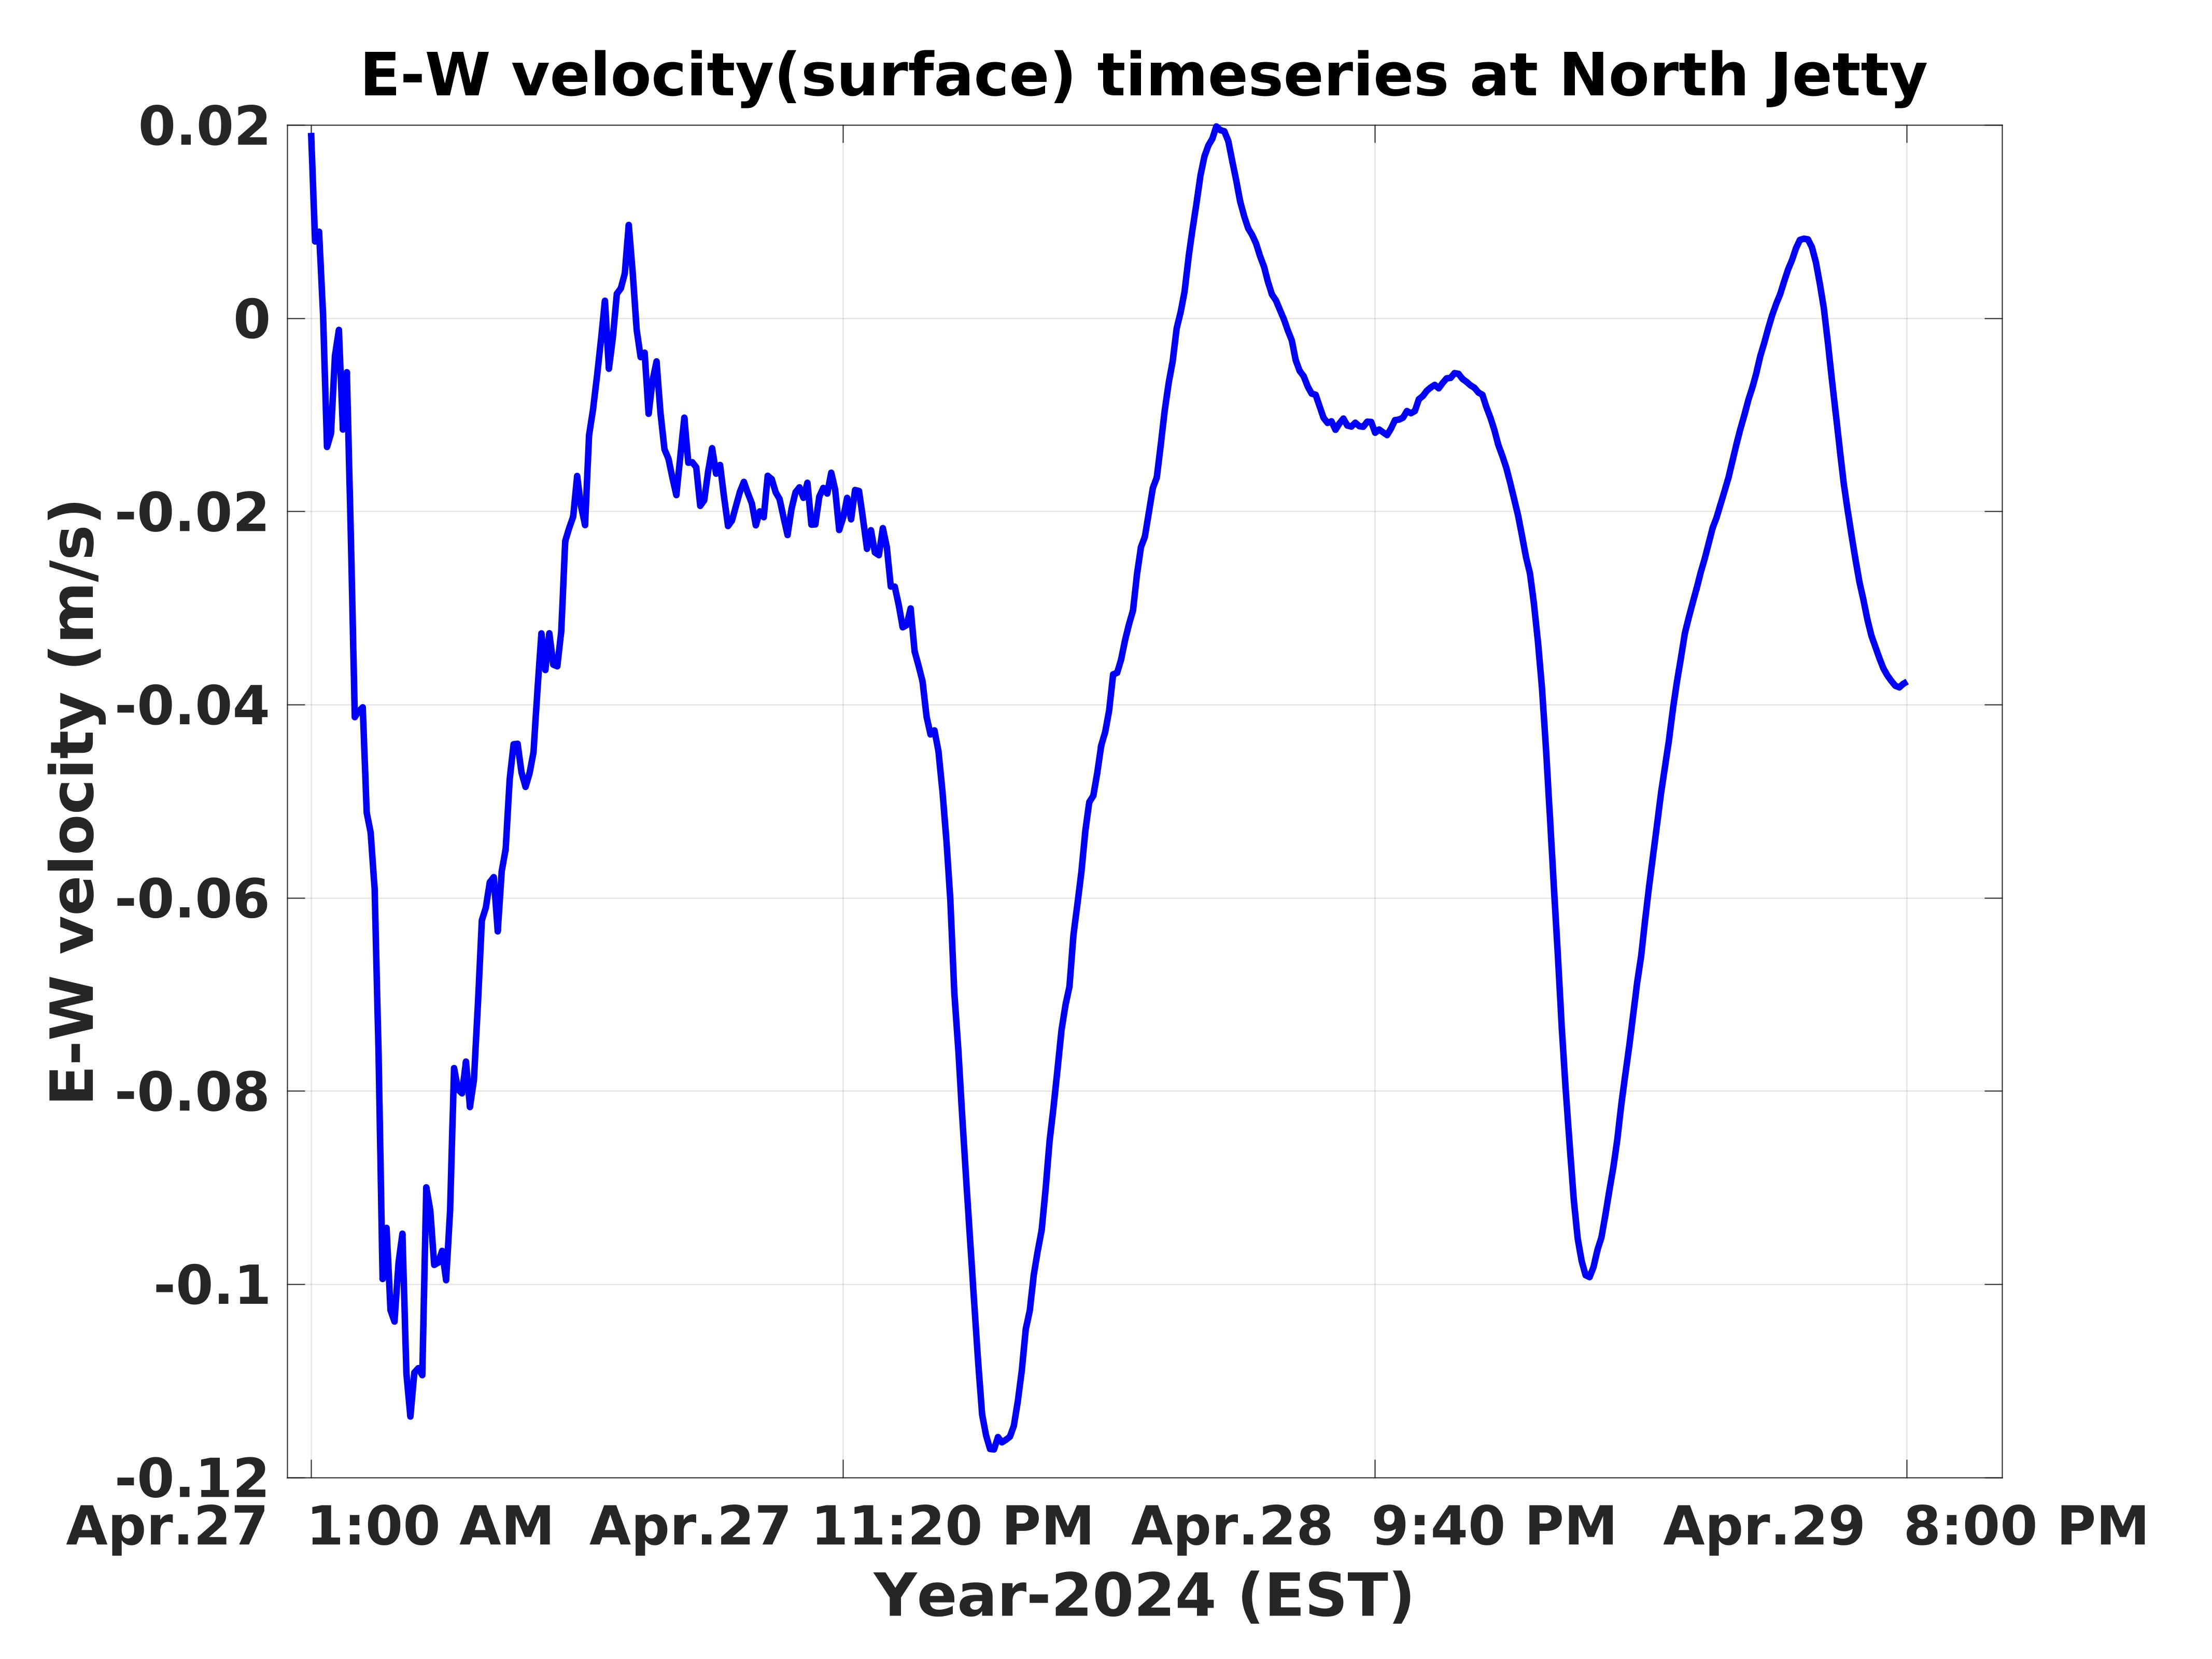 E-W velocity(surface) timeseries at North Jetty
0.02
0
-0.02
-0.04
-0.06
-0.08
-0.1
-0.12
E-W velocity (m/s)
Apr.27 1:00 AM Apr.27 11:20 PM Apr.28 9:40 PM Apr.29 8:00 PM
Year-2024 (EST)